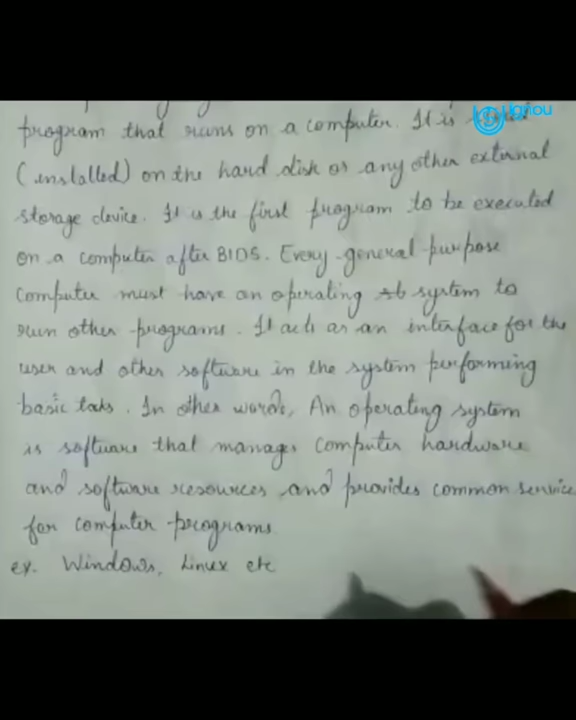 program that runs on a computer. It is
(installed) on the hard disk or any other external
storage device. It is the first program to be executed
on a computer after BIOS. Every general purpose
Computer must have an operating system to
run other programs. It acts as an interface for the
user and other software in the system performing
basic taks. In other words, An operating system
is software that manages computer hardware
and software resources and provides common service
for computer programs
ex. Windows, Linux etc
Ignou